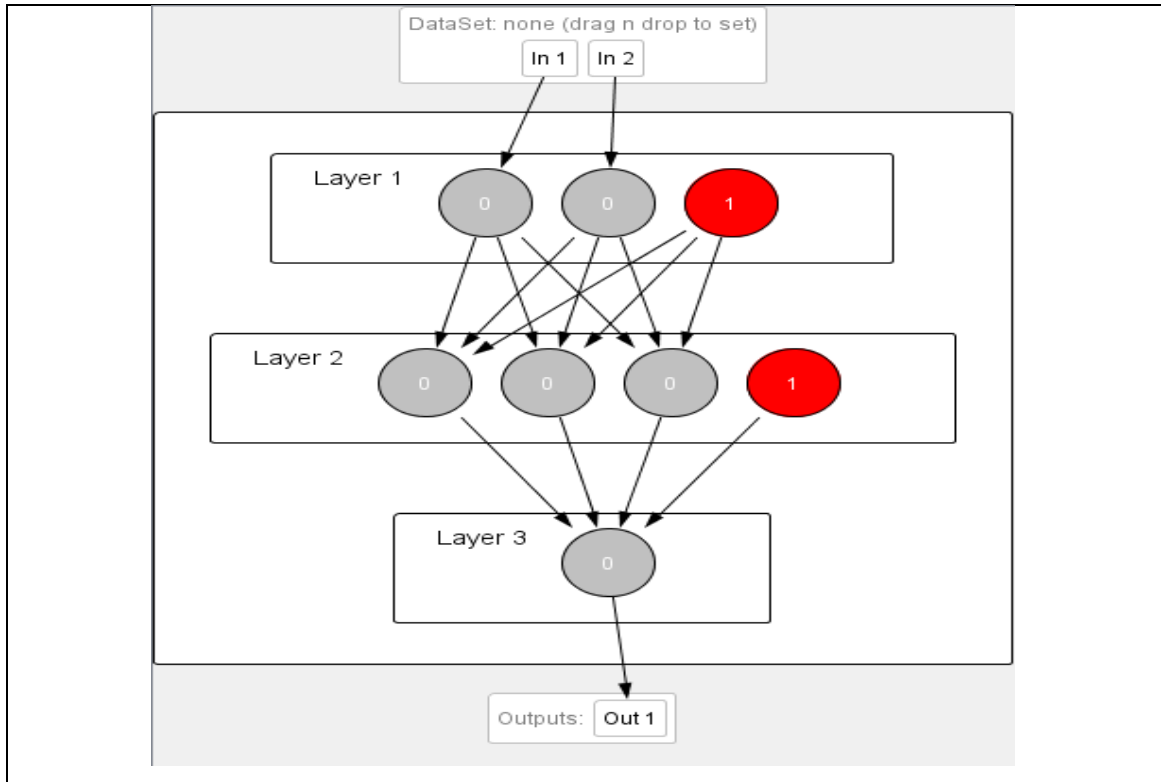 DataSet: none (drag n drop to set)
In 1 In 2
Layer 1 0 0 1
Layer 2 0 0 0 1
Layer 3 0
Outputs: Out 1